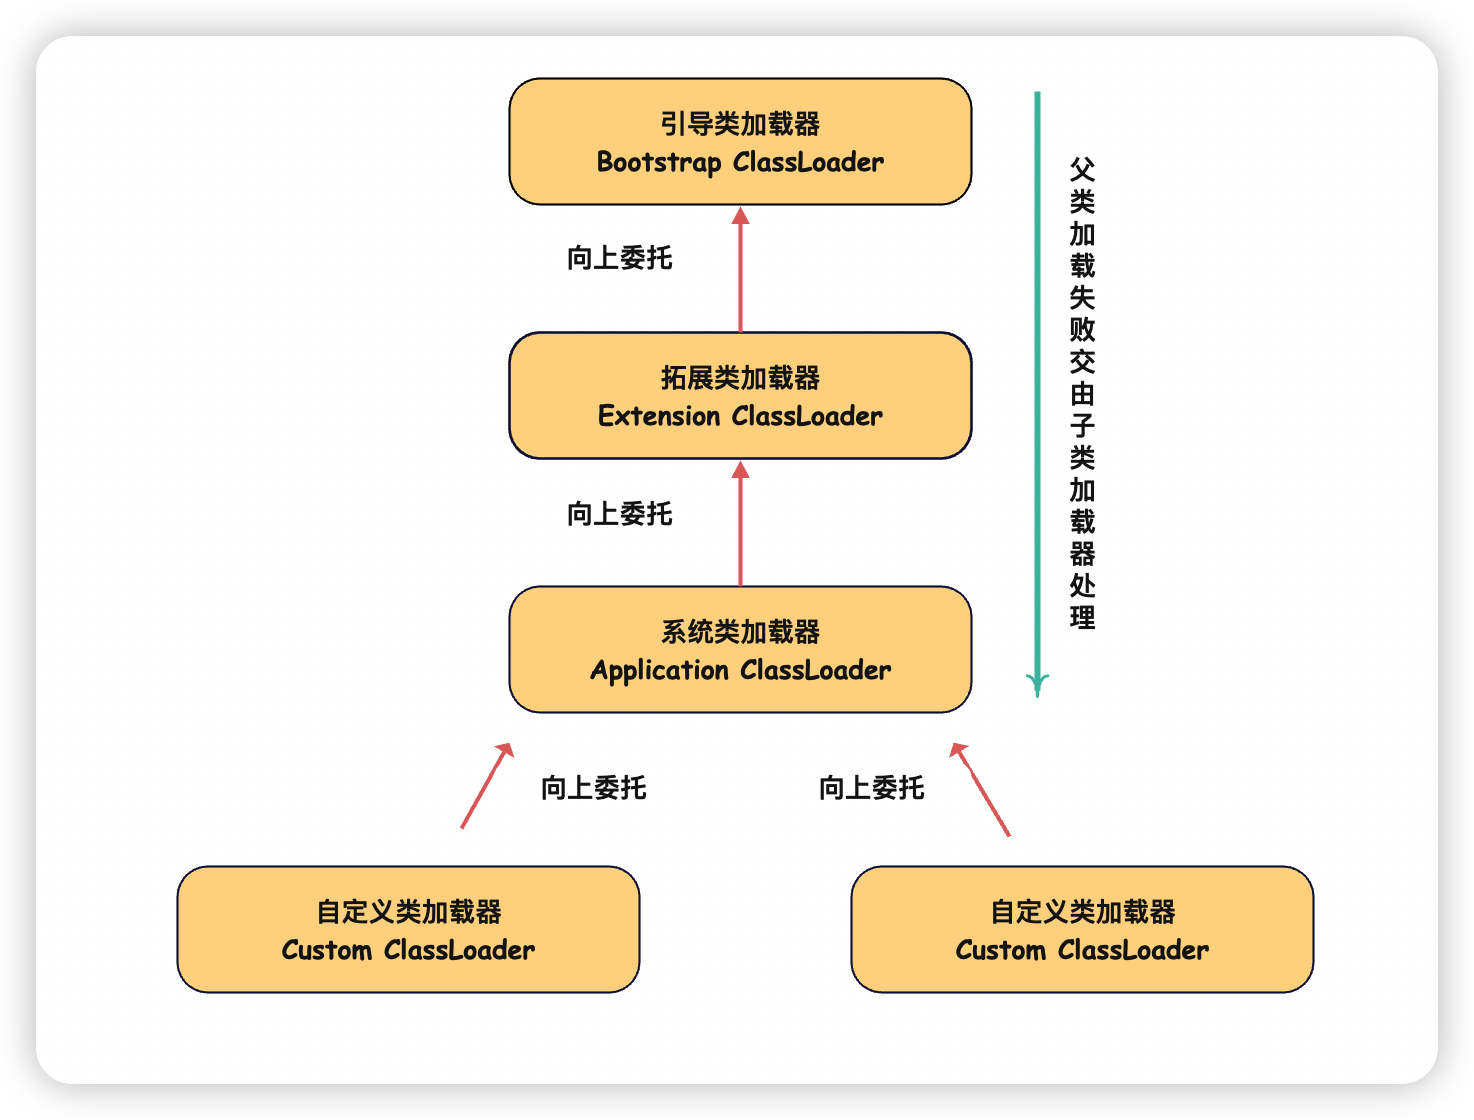 引导类加载器
Bootstrap ClassLoader
向上委托
拓展类加载器
Extension ClassLoader
向上委托
系统类加载器
Application ClassLoader
父类加载失败交由子类加载器处理
向上委托
向上委托
自定义类加载器
Custom ClassLoader
自定义类加载器
Custom ClassLoader